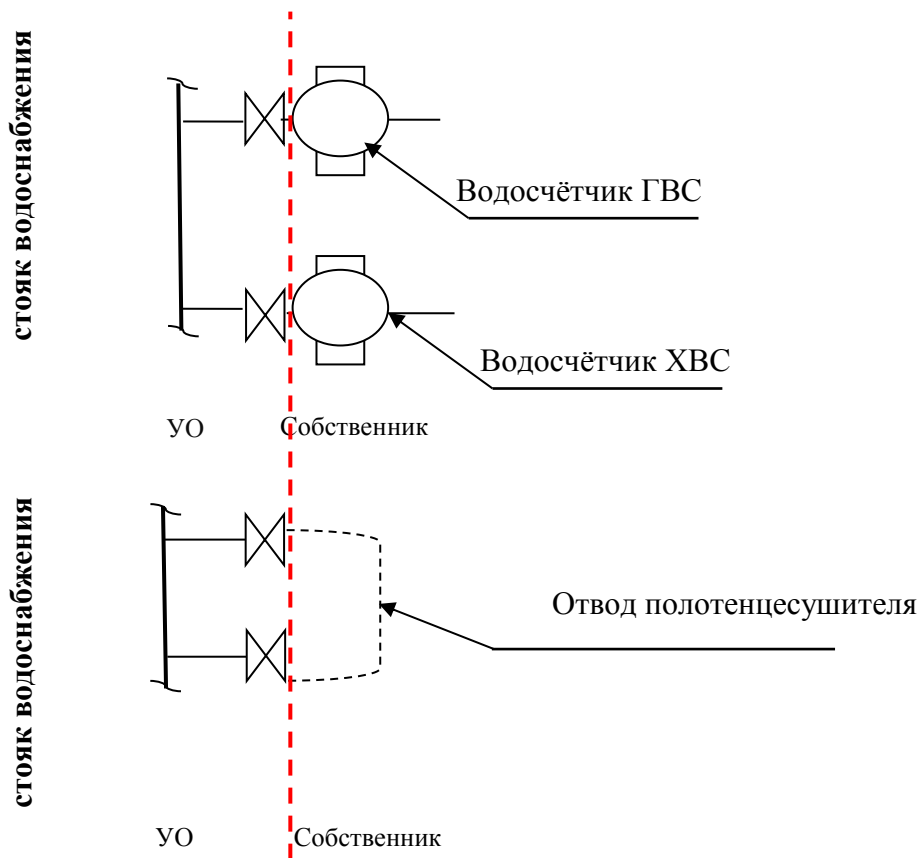 стояк водоснабжения
Водосчётчик ГВС
Водосчётчик ХВС
УО
Собственник
стояк водоснабжения
Отвод полотенцесушителя
УО
Собственник